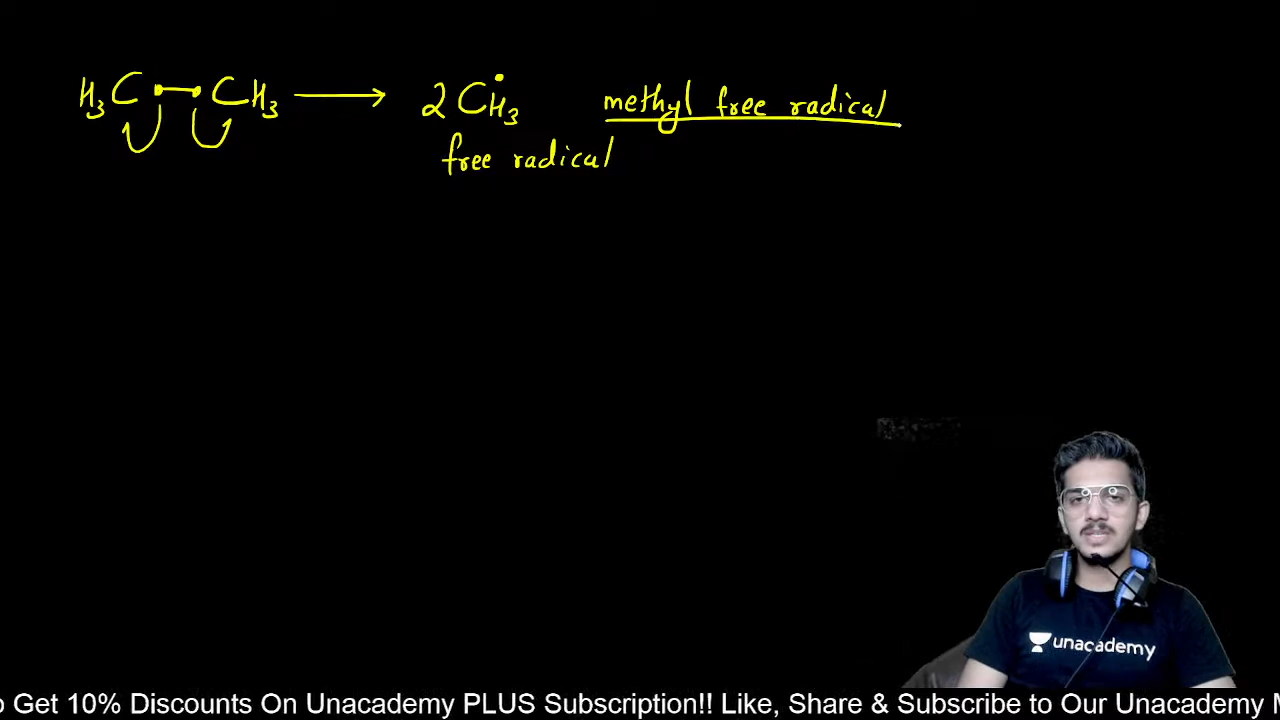 H₃C — CH₃ ⟶ 2 ĊH₃ methyl free radical
free radical
unacademy
o Get 10% Discounts On Unacademy PLUS Subscription!! Like, Share & Subscribe to Our Unacademy M